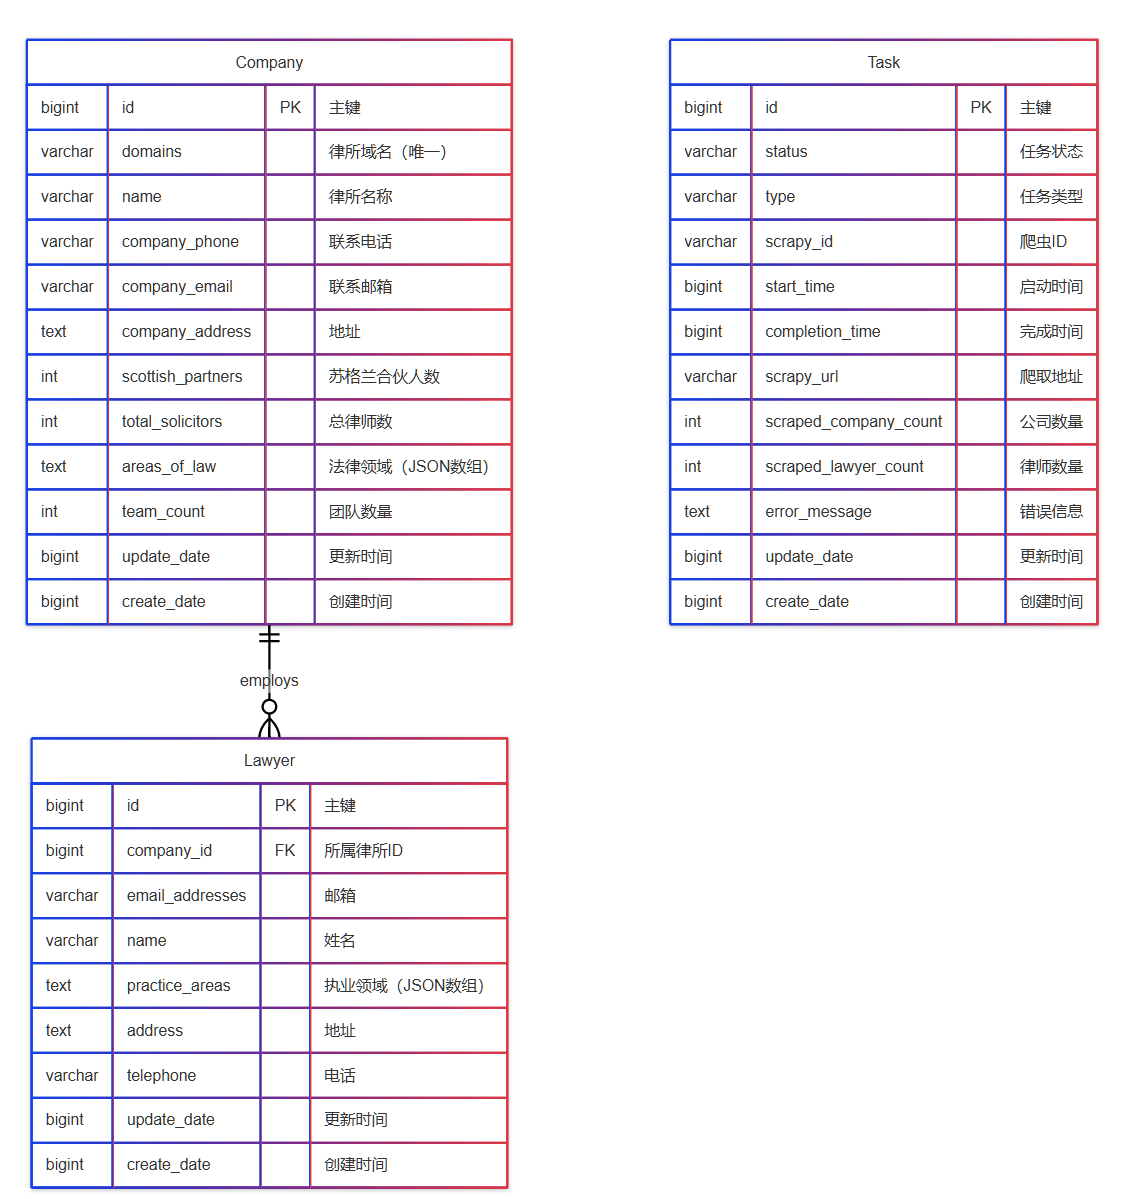 Company
bigint id PK 主键
varchar domains 律所域名（唯一）
varchar name 律所名称
varchar company_phone 联系电话
varchar company_email 联系邮箱
text company_address 地址
int scottish_partners 苏格兰合伙人数
int total_solicitors 总律师数
text areas_of_law 法律领域（JSON数组）
int team_count 团队数量
bigint update_date 更新时间
bigint create_date 创建时间
Task
bigint id PK 主键
varchar status 任务状态
varchar type 任务类型
varchar scrapy_id 爬虫ID
bigint start_time 启动时间
bigint completion_time 完成时间
varchar scrapy_url 爬取地址
int scraped_company_count 公司数量
int scraped_lawyer_count 律师数量
text error_message 错误信息
bigint update_date 更新时间
bigint create_date 创建时间
employs
Lawyer
bigint id PK 主键
bigint company_id FK 所属律所ID
varchar email_addresses 邮箱
varchar name 姓名
text practice_areas 执业领域（JSON数组）
text address 地址
varchar telephone 电话
bigint update_date 更新时间
bigint create_date 创建时间